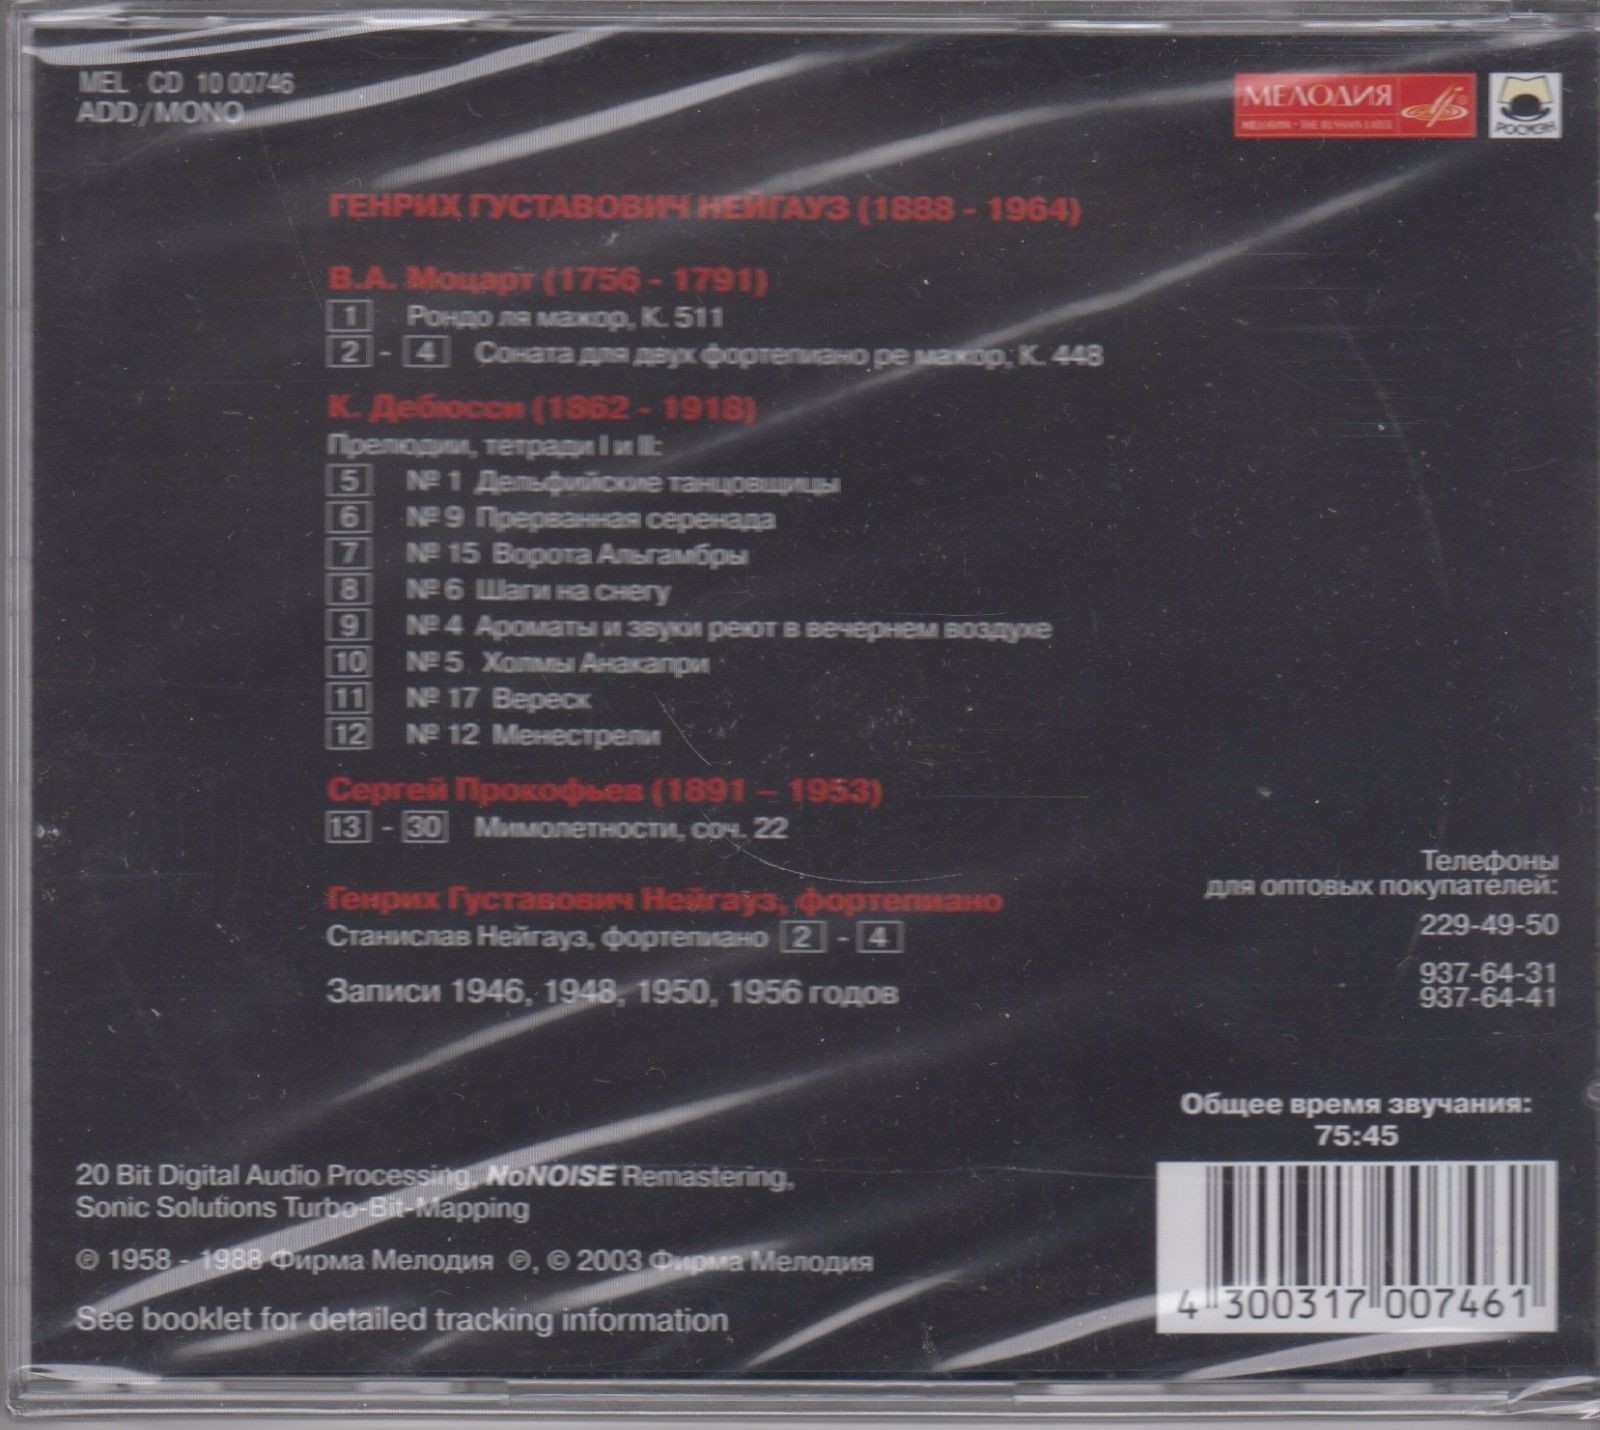 MEL CD 10 00746
ADD/MONO
МЕЛОДИЯ
MELODIYA - THE RUSSIAN LABEL
РОСКЭН
ГЕНРИХ ГУСТАВОВИЧ НЕЙГАУЗ (1888 - 1964)
В.А. Моцарт (1756 - 1791)
1 Рондо ля мажор, К. 511
2 - 4 Соната для двух фортепиано ре мажор, К. 448
К. Дебюсси (1862 - 1918)
Прелюдии, тетради I и II:
5 № 1 Дельфийские танцовщицы
6 № 9 Прерванная серенада
7 № 15 Ворота Альгамбры
8 № 6 Шаги на снегу
9 № 4 Ароматы и звуки реют в вечернем воздухе
10 № 5 Холмы Анакапри
11 № 17 Вереск
12 № 12 Менестрели
Сергей Прокофьев (1891 – 1953)
13 - 30 Мимолетности, соч. 22
Генрих Густавович Нейгауз, фортепиано
Станислав Нейгауз, фортепиано 2 - 4
Записи 1946, 1948, 1950, 1956 годов
Телефоны
для оптовых покупателей:
229-49-50
937-64-31
937-64-41
Общее время звучания:
75:45
20 Bit Digital Audio Processing, NoNOISE Remastering,
Sonic Solutions Turbo-Bit-Mapping
℗ 1958 - 1988 Фирма Мелодия ℗, © 2003 Фирма Мелодия
See booklet for detailed tracking information
4 300317 007461